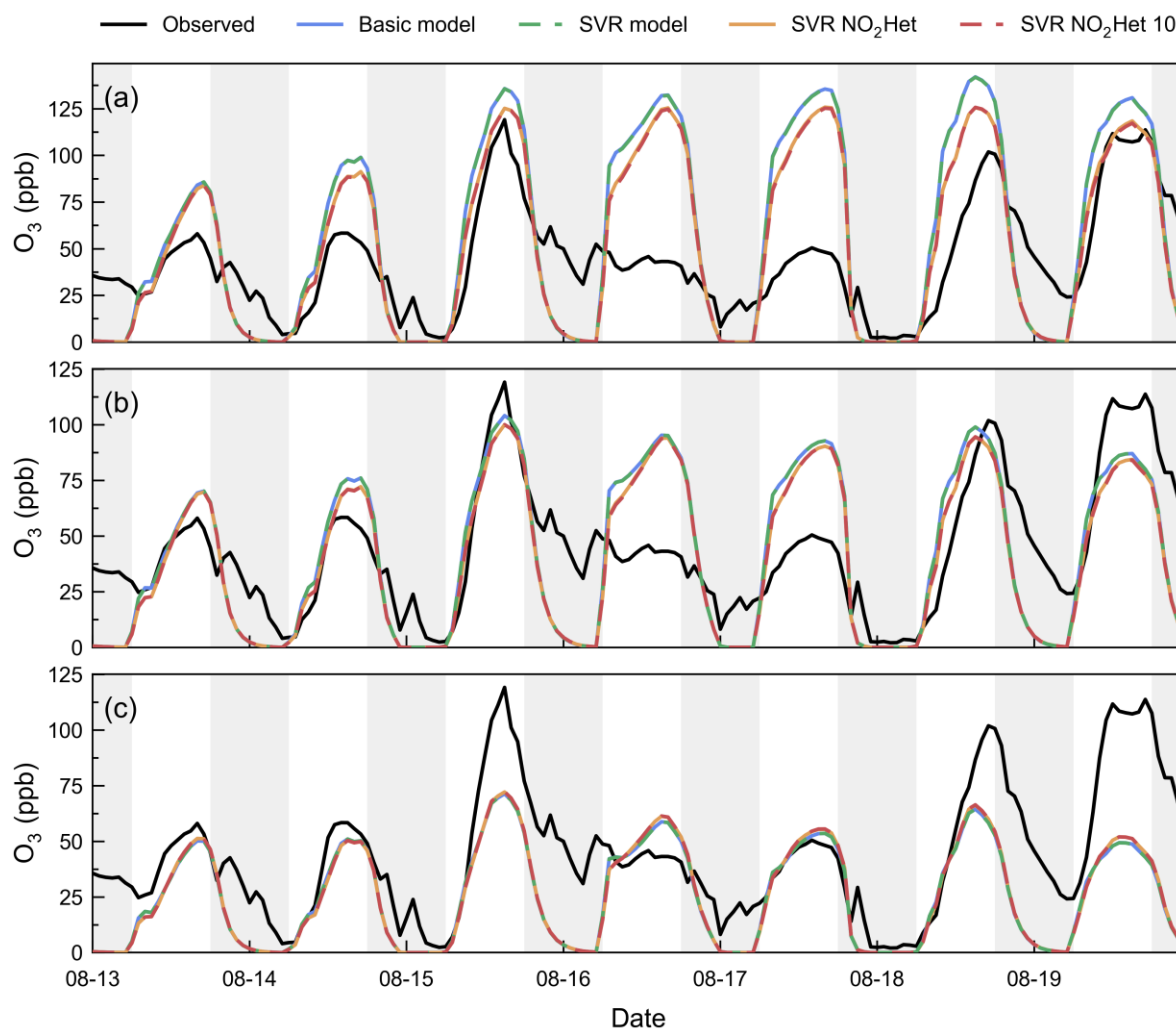 Observed Basic model SVR model SVR NO₂Het SVR NO₂Het 10
(a)
O₃ (ppb)
125
100
75
50
25
0
(b)
O₃ (ppb)
125
100
75
50
25
0
(c)
O₃ (ppb)
125
100
75
50
25
0
08-13 08-14 08-15 08-16 08-17 08-18 08-19
Date